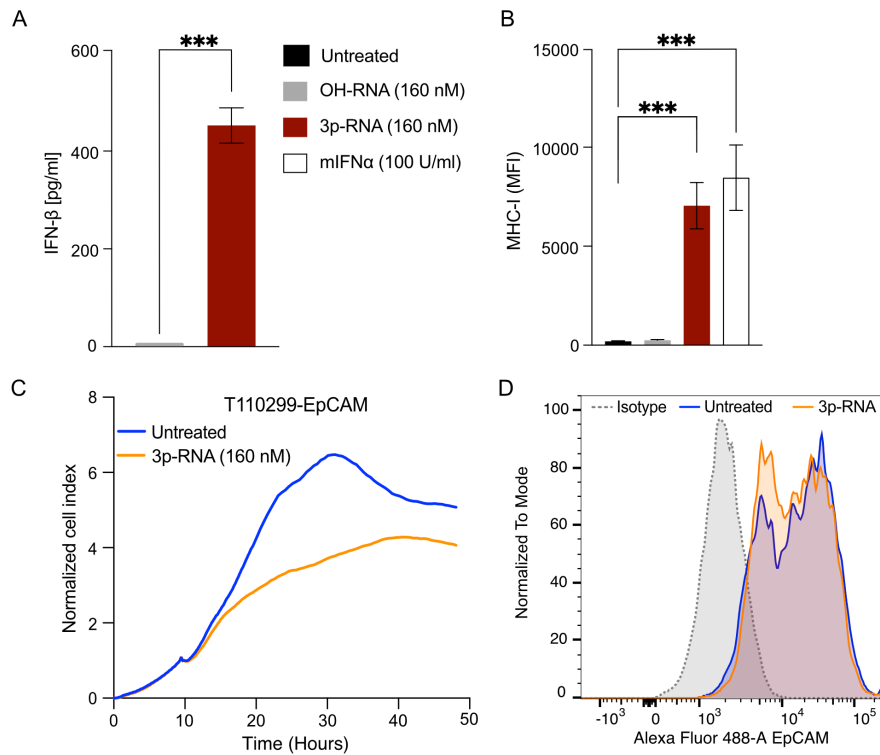 A
600
400
200
0
IFN-β [pg/ml]
***
Untreated
OH-RNA (160 nM)
3p-RNA (160 nM)
mIFNα (100 U/ml)
B
15000
10000
5000
0
MHC-I (MFI)
***
***
C
T110299-EpCAM
Untreated
3p-RNA (160 nM)
8
6
4
2
0
Normalized cell index
0 10 20 30 40 50
Time (Hours)
D
Isotype Untreated 3p-RNA
100
80
60
40
20
0
Normalized To Mode
-10³ 0 10³ 10⁴ 10⁵
Alexa Fluor 488-A EpCAM